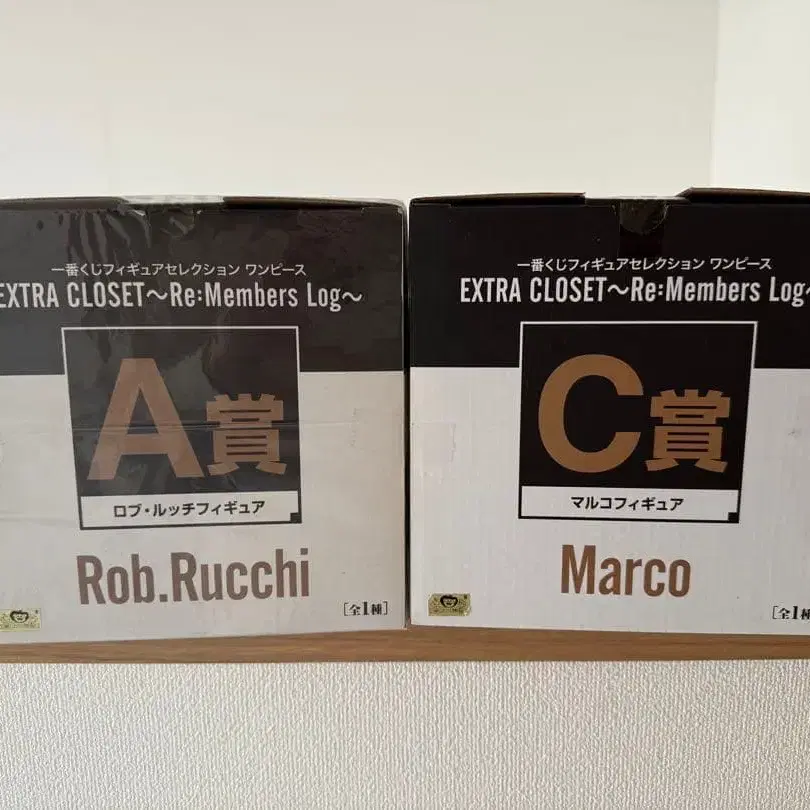 一番くじフィギュアセレクション ワンピース
EXTRA CLOSET～Re:Members Log～
A賞
ロブ・ルッチフィギュア
Rob.Rucchi
[全1種]
一番くじフィギュアセレクション ワンピース
EXTRA CLOSET～Re:Members Log～
C賞
マルコフィギュア
Marco
[全1種